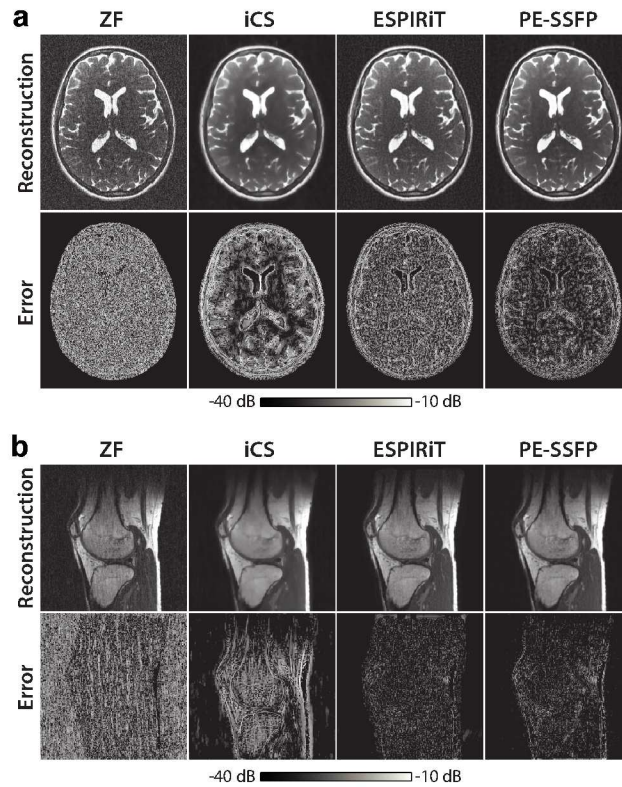 a
ZF iCS ESPIRiT PE-SSFP
Reconstruction
Error
-40 dB -10 dB
b
ZF iCS ESPIRiT PE-SSFP
Reconstruction
Error
-40 dB -10 dB